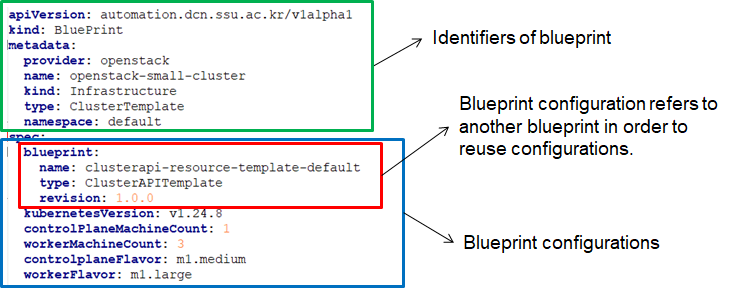 apiVersion: automation.dcn.ssu.ac.kr/v1alpha1
kind: BluePrint
metadata:
  provider: openstack
  name: openstack-small-cluster
  kind: Infrastructure
  type: ClusterTemplate
  namespace: default
spec:
  blueprint:
    name: clusterapi-resource-template-default
    type: ClusterAPITemplate
    revision: 1.0.0
  kubernetesVersion: v1.24.8
  controlPlaneMachineCount: 1
  workerMachineCount: 3
  controlplaneFlavor: m1.medium
  workerFlavor: m1.large
Identifiers of blueprint
Blueprint configuration refers to
another blueprint in order to
reuse configurations.
Blueprint configurations